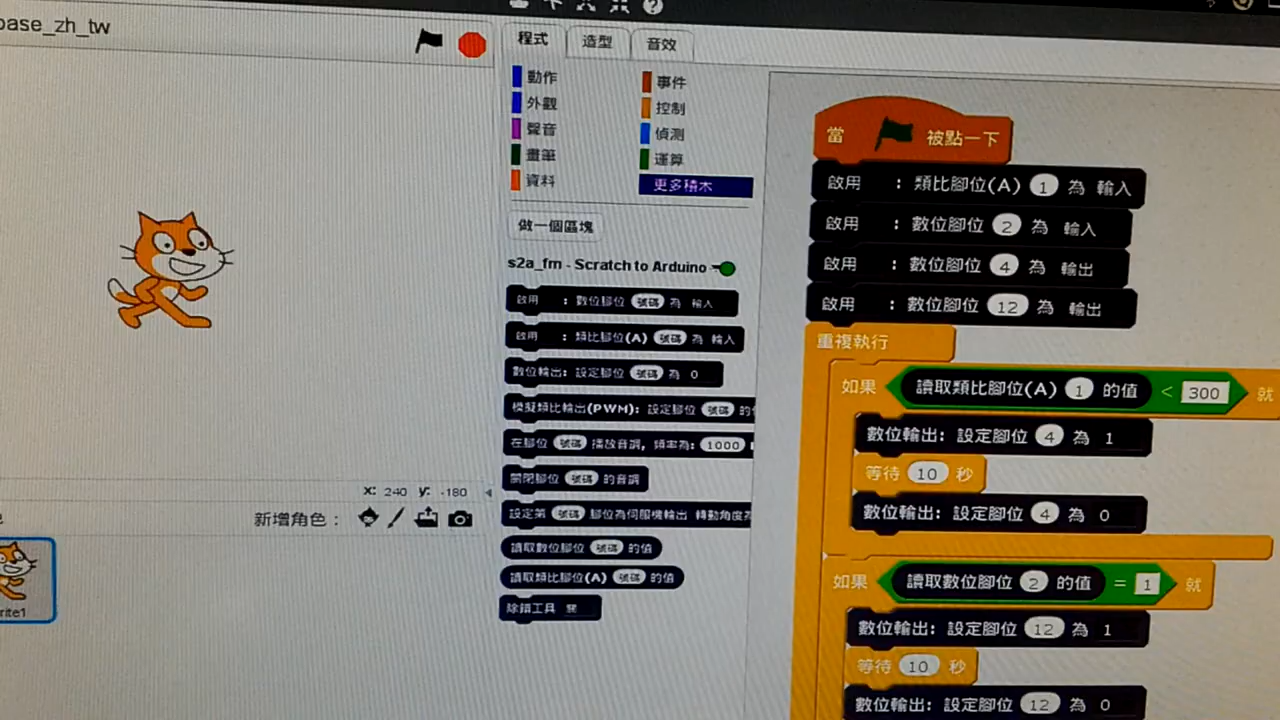 base_zh_tw
程式 造型 音效
動作 事件
外觀 控制
聲音 偵測
畫筆 運算
資料 更多積木
做一個區塊
s2a_fm - Scratch to Arduino
啟用 : 數位腳位 號碼 為 輸入
啟用 : 類比腳位(A) 號碼 為 輸入
數位輸出: 設定腳位 號碼 為 0
模擬類比輸出(PWM): 設定腳位 號碼 的
在腳位 號碼 播放音調, 頻率為: 1000
關閉腳位 號碼 的音調
設定第 號碼 腳位為伺服機輸出 轉動角度為
讀取數位腳位 號碼 的值
讀取類比腳位(A) 號碼 的值
除錯工具 關
x: 240 y: -180
新增角色:
rite1
當 被點一下
啟用 : 類比腳位(A) 1 為 輸入
啟用 : 數位腳位 2 為 輸入
啟用 : 數位腳位 4 為 輸出
啟用 : 數位腳位 12 為 輸出
重複執行
如果 讀取類比腳位(A) 1 的值 < 300 就
數位輸出: 設定腳位 4 為 1
等待 10 秒
數位輸出: 設定腳位 4 為 0
如果 讀取數位腳位 2 的值 = 1 就
數位輸出: 設定腳位 12 為 1
等待 10 秒
數位輸出: 設定腳位 12 為 0